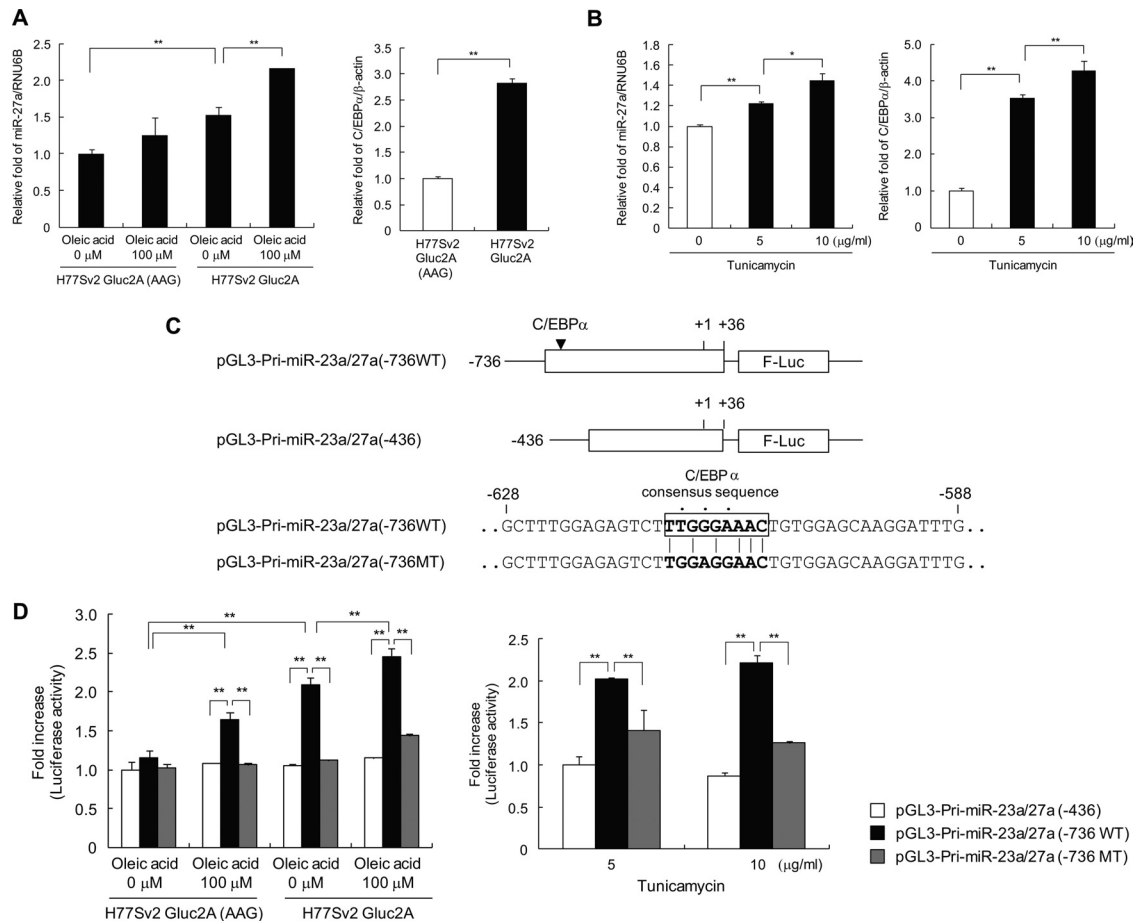 A
Relative fold of miR-27a/RNU6B
2.5
2.0
1.5
1.0
0.5
0
**
**
Oleic acid 0 μM
Oleic acid 100 μM
Oleic acid 0 μM
Oleic acid 100 μM
H77Sv2 Gluc2A (AAG)
H77Sv2 Gluc2A
Relative fold of C/EBPα/β-actin
3.5
3.0
2.5
2.0
1.5
1.0
0.5
0
**
H77Sv2 Gluc2A (AAG)
H77Sv2 Gluc2A
B
Relative fold of miR-27a/RNU6B
1.6
1.4
1.2
1.0
0.8
0.6
0.4
0.2
0
**
*
0 5 10 (μg/ml)
Tunicamycin
Relative fold of C/EBPα/β-actin
5.0
4.0
3.0
2.0
1.0
0
**
**
0 5 10 (μg/ml)
Tunicamycin
C
C/EBPα
+1 +36
pGL3-Pri-miR-23a/27a(-736WT)
-736
F-Luc
+1 +36
pGL3-Pri-miR-23a/27a(-436)
-436
F-Luc
C/EBP α
consensus sequence
-628
-588
pGL3-Pri-miR-23a/27a(-736WT) ..GCTTTGGAGAGTCTTTGGGAAACTGTGGAGCAAGGATTTG..
pGL3-Pri-miR-23a/27a(-736MT) ..GCTTTGGAGAGTCTTGGAGGAACTGTGGAGCAAGGATTTG..
D
Fold increase
(Luciferase activity)
3.0
2.5
2.0
1.5
1.0
0.5
0
**
**
**
** **
** **
** **
Oleic acid 0 μM
Oleic acid 100 μM
Oleic acid 0 μM
Oleic acid 100 μM
H77Sv2 Gluc2A (AAG)
H77Sv2 Gluc2A
Fold increase
(Luciferase activity)
2.5
2.0
1.5
1.0
0.5
0
** **
** **
5 10 (μg/ml)
Tunicamycin
pGL3-Pri-miR-23a/27a (-436)
pGL3-Pri-miR-23a/27a (-736 WT)
pGL3-Pri-miR-23a/27a (-736 MT)